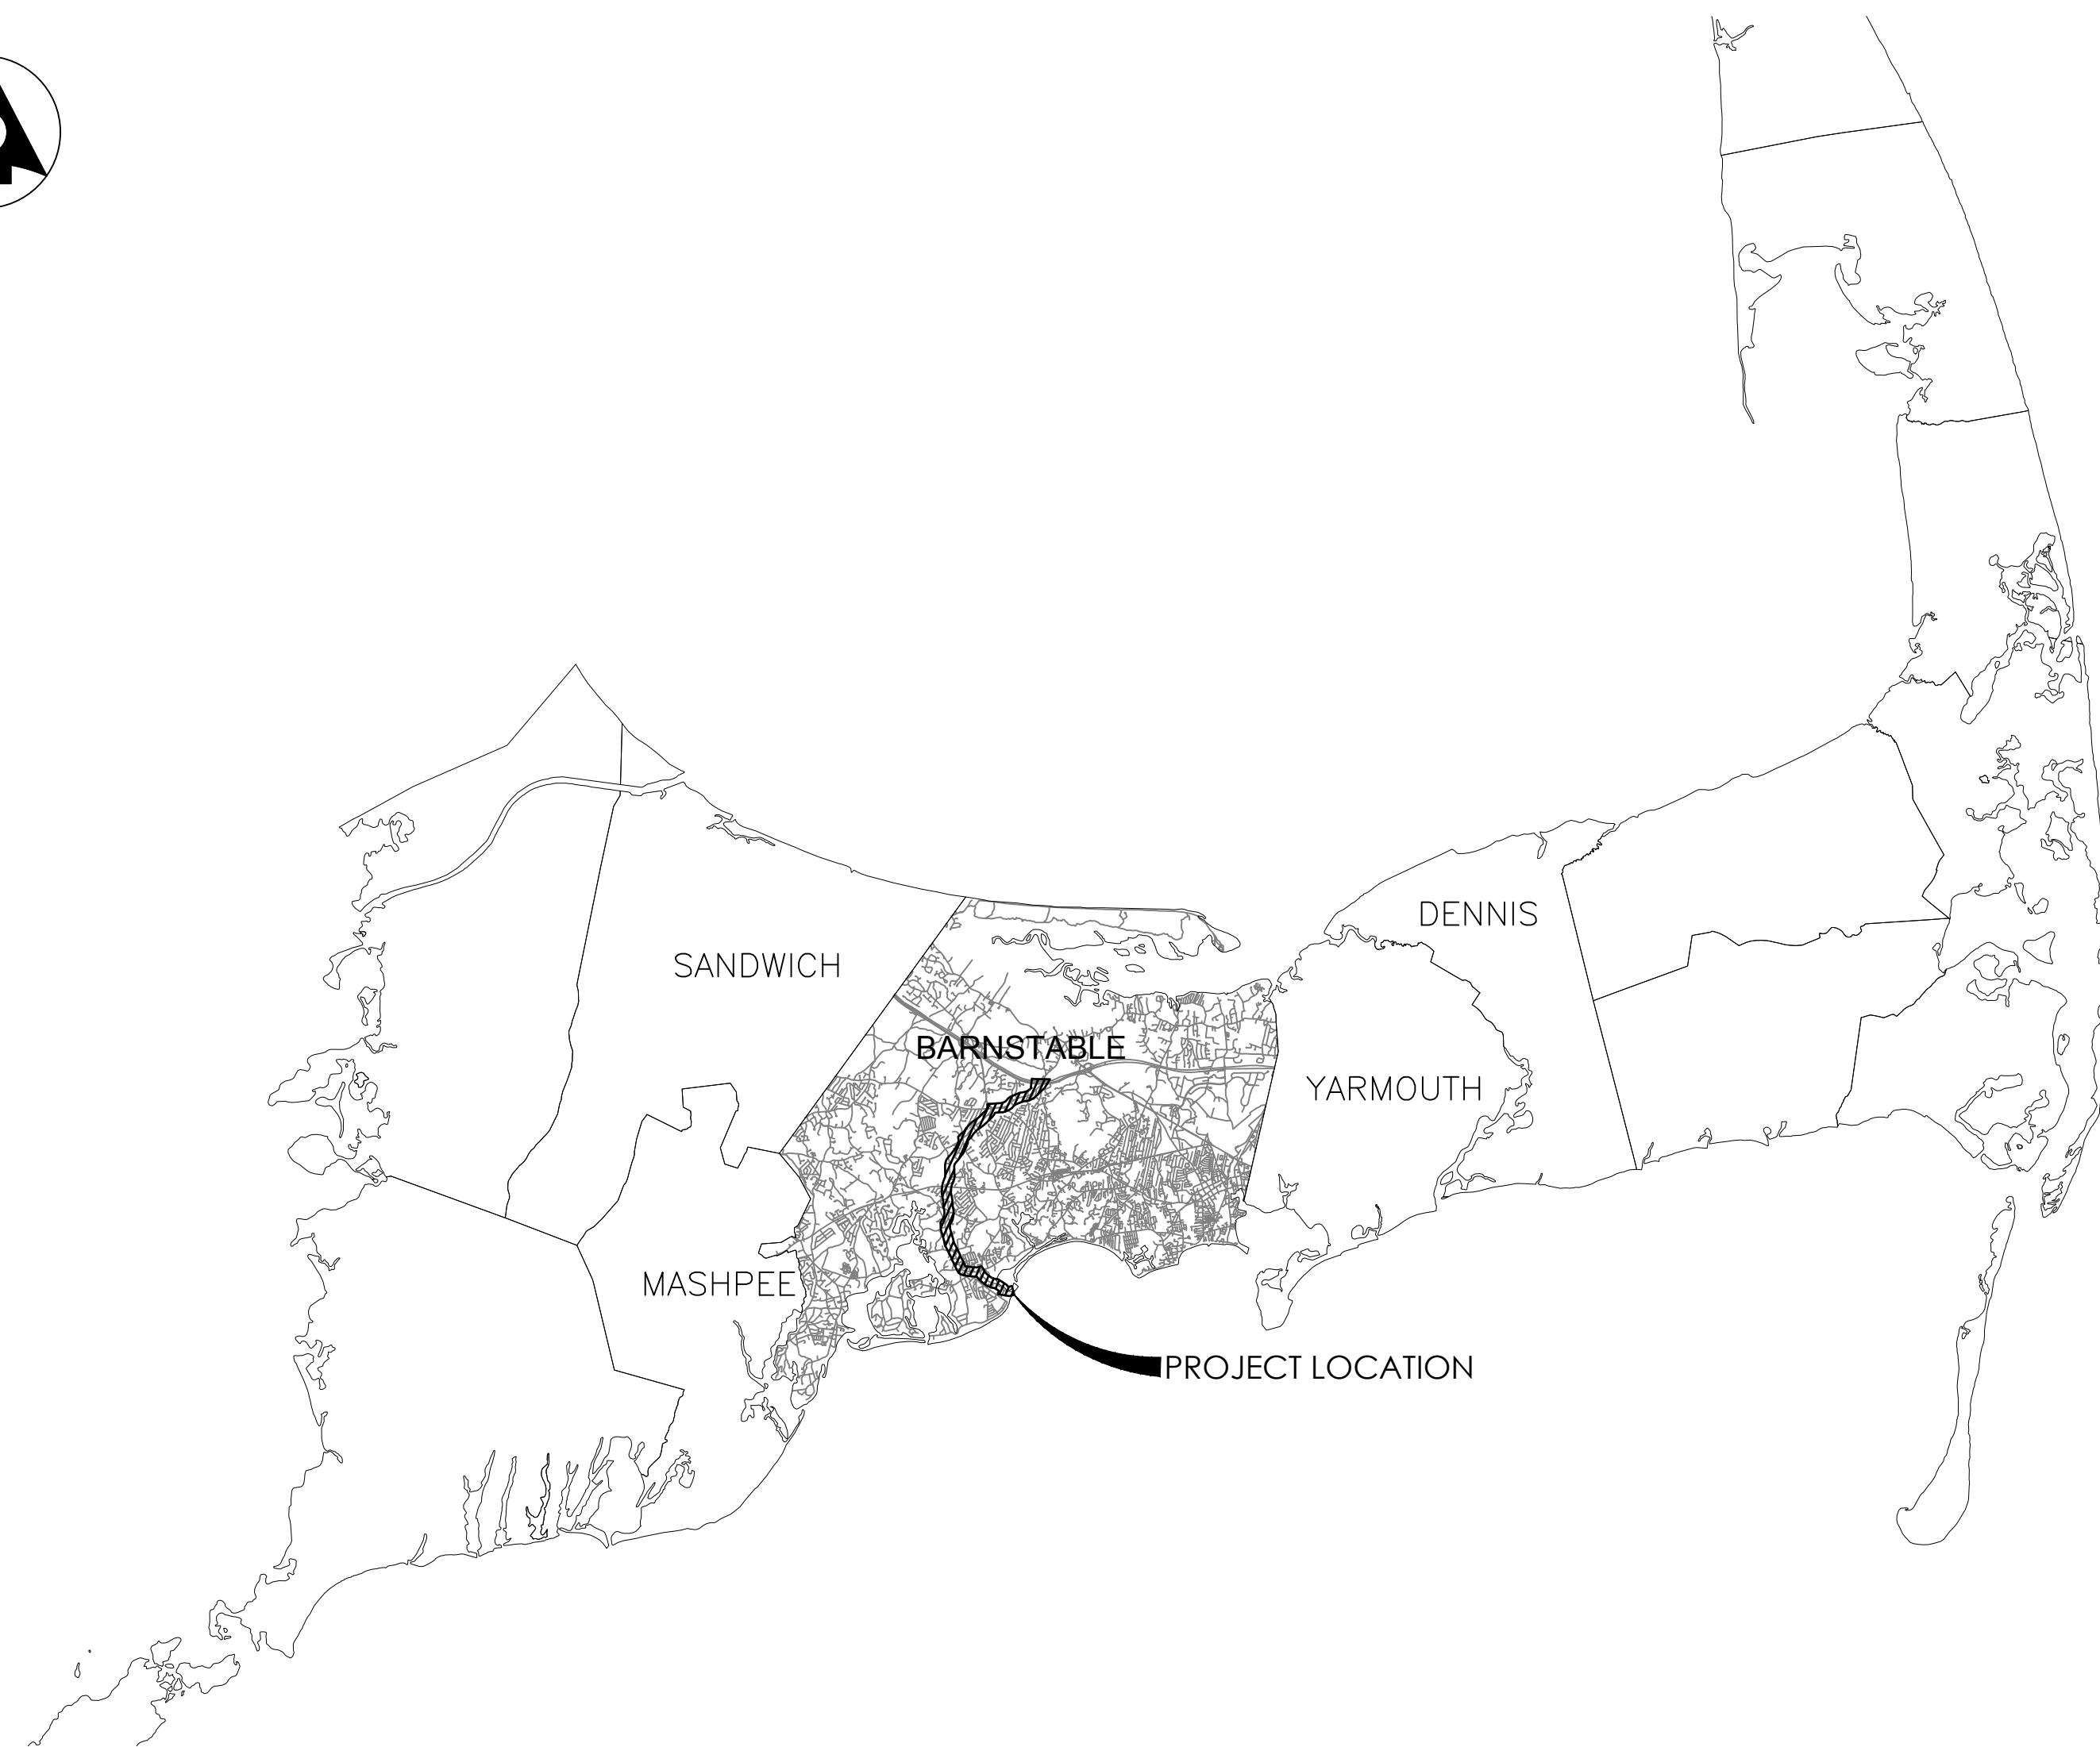 DENNIS
SANDWICH
BARNSTABLE
YARMOUTH
MASHPEE
PROJECT LOCATION